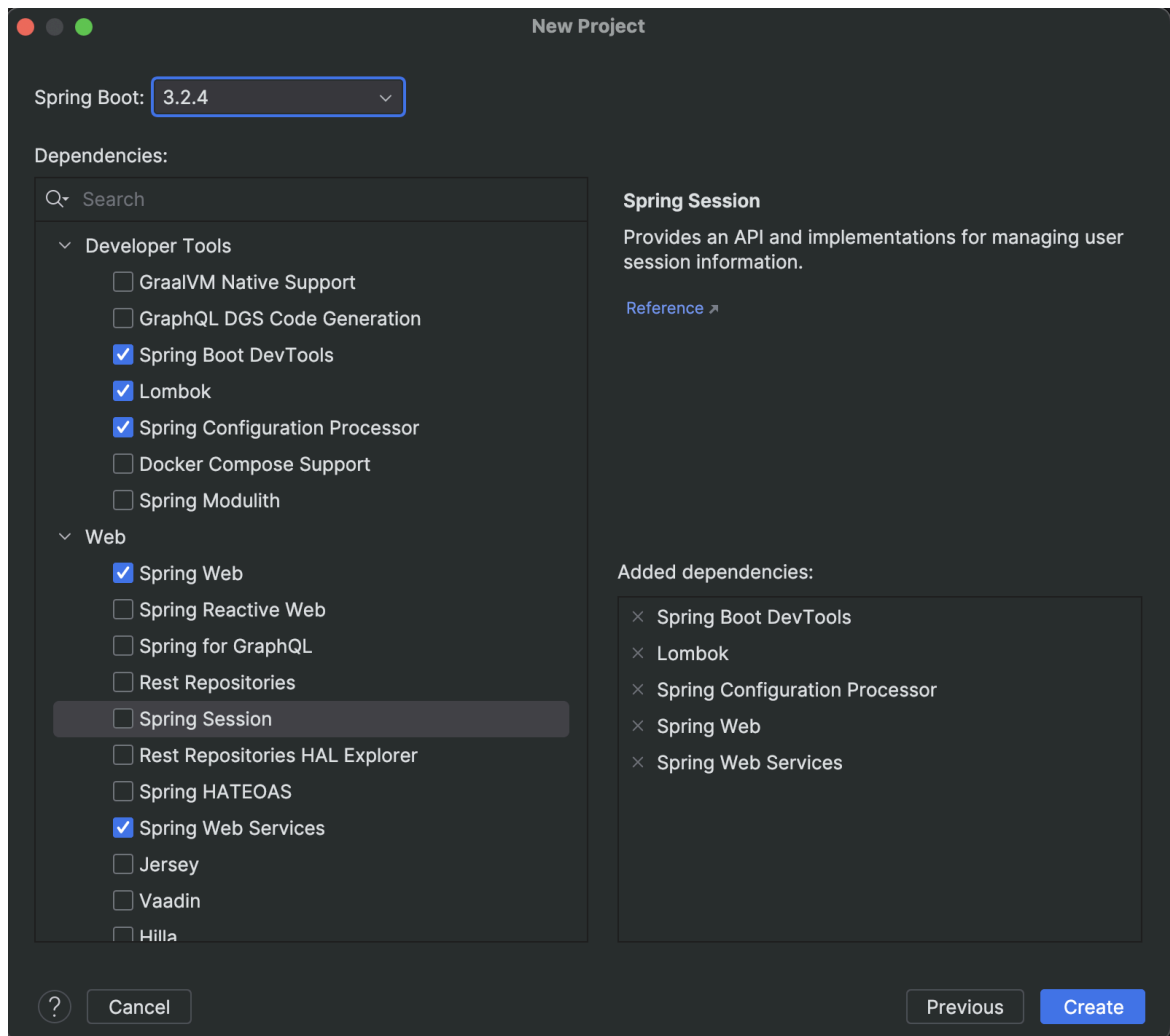 New Project
Spring Boot: 3.2.4
Dependencies:
Search
Developer Tools
GraalVM Native Support
GraphQL DGS Code Generation
Spring Boot DevTools
Lombok
Spring Configuration Processor
Docker Compose Support
Spring Modulith
Web
Spring Web
Spring Reactive Web
Spring for GraphQL
Rest Repositories
Spring Session
Rest Repositories HAL Explorer
Spring HATEOAS
Spring Web Services
Jersey
Vaadin
Hilla
Spring Session
Provides an API and implementations for managing user
session information.
Reference
Added dependencies:
Spring Boot DevTools
Lombok
Spring Configuration Processor
Spring Web
Spring Web Services
? Cancel Previous Create